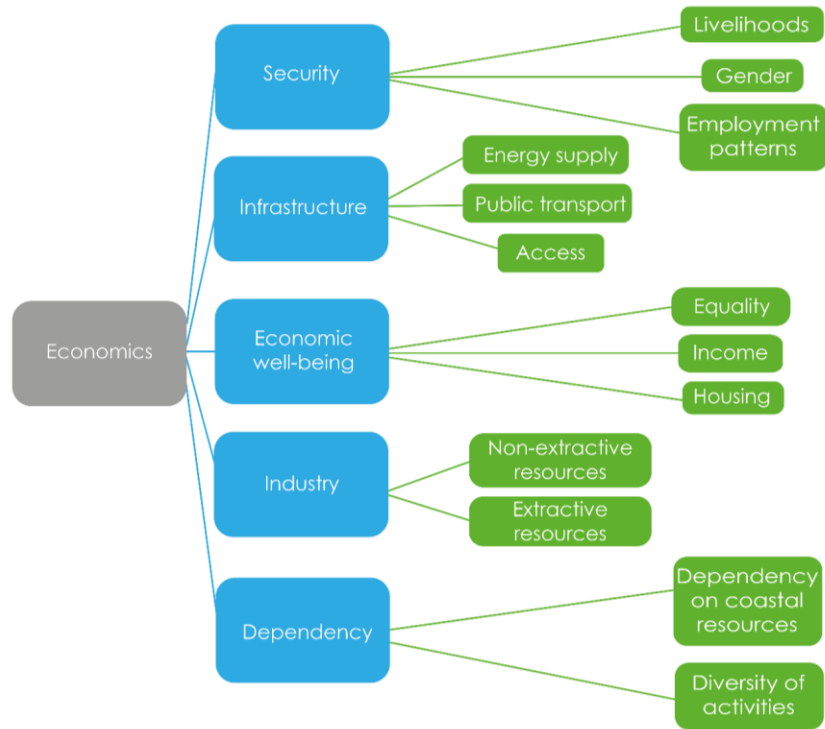 Economics
Security
Livelihoods
Gender
Employment
patterns
Infrastructure
Energy supply
Public transport
Access
Economic
well-being
Equality
Income
Housing
Industry
Non-extractive
resources
Extractive
resources
Dependency
Dependency
on coastal
resources
Diversity of
activities